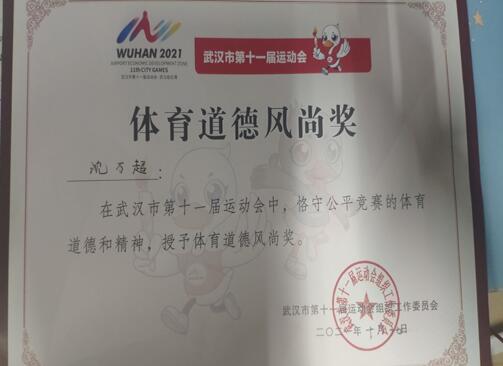 WUHAN 2021
11th CITY GAMES
武汉市第十一届运动会
体育道德风尚奖
沈万超：
在武汉市第十一届运动会中，恪守公平竞赛的体育
道德和精神，授予体育道德风尚奖。
武汉市第十一届运动会组织工作委员会